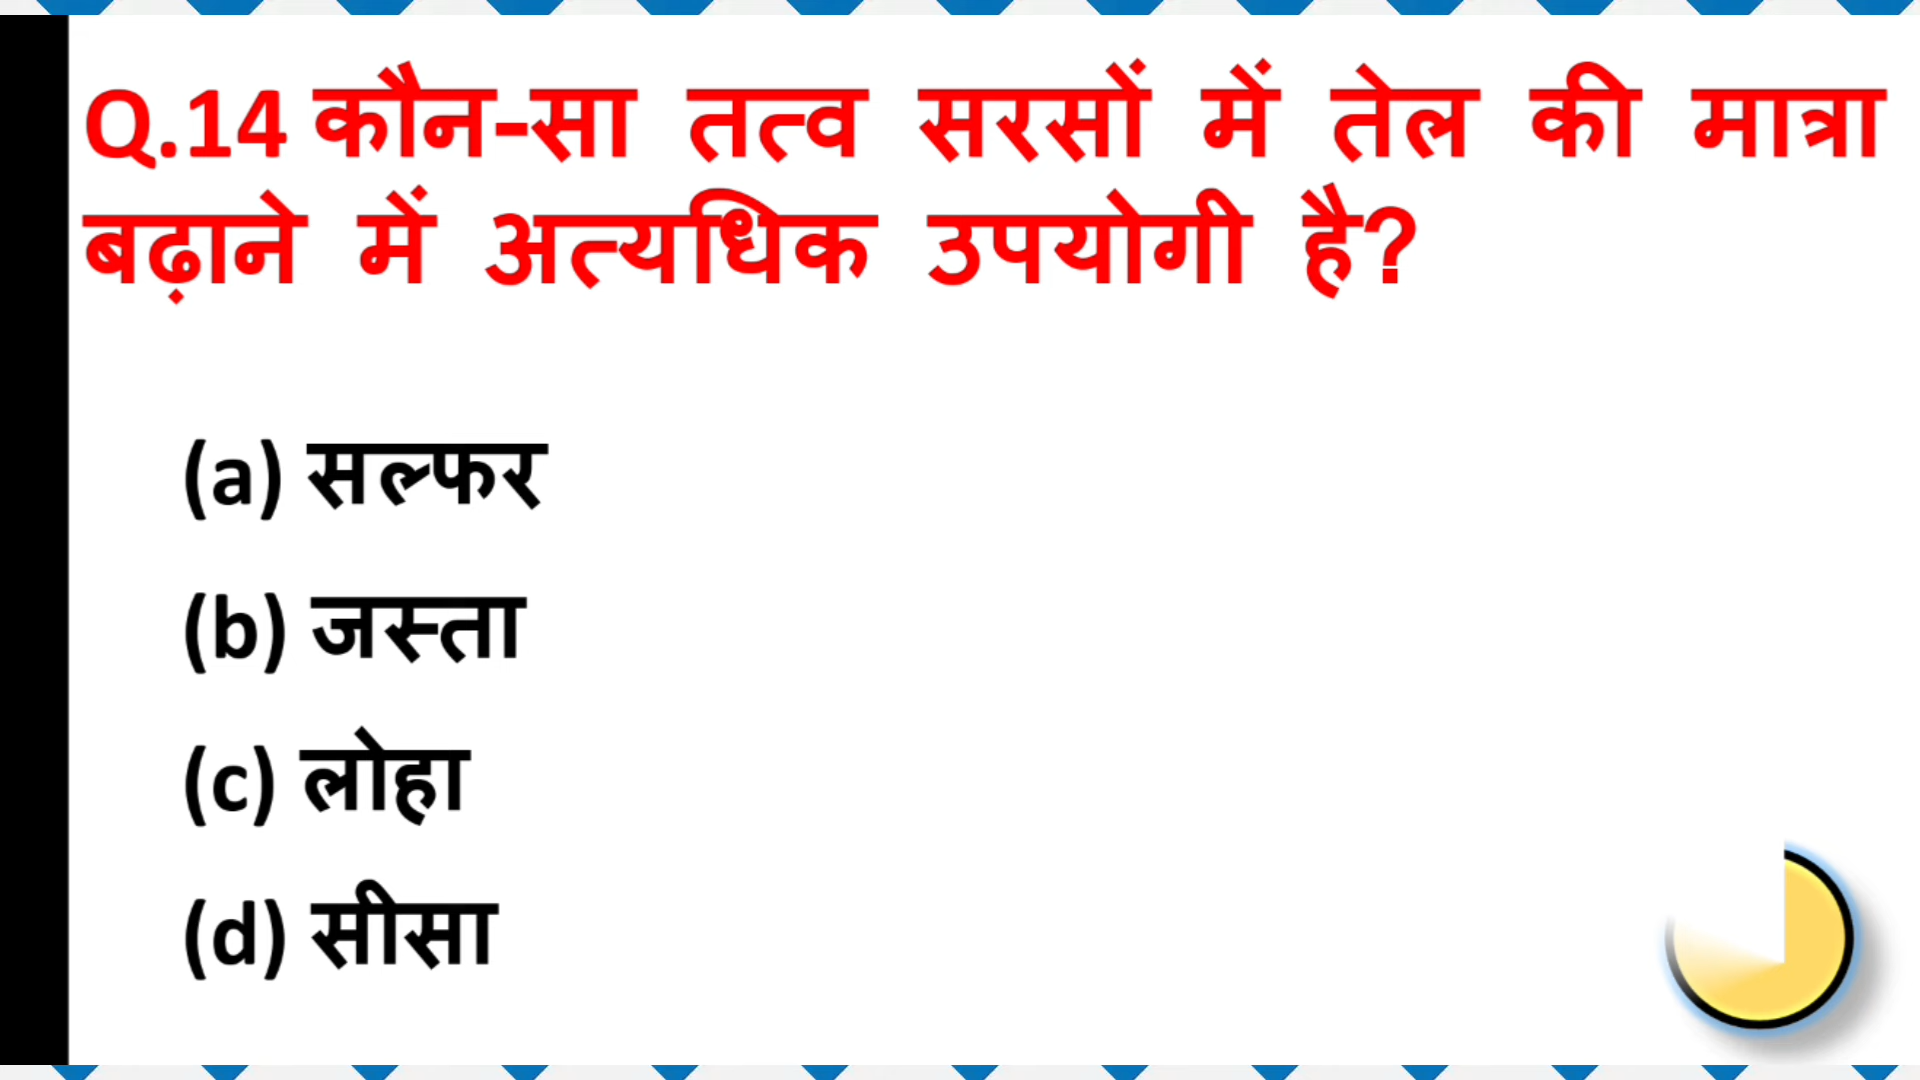 Q.14 कौन-सा तत्व सरसों में तेल की मात्रा
बढ़ाने में अत्यधिक उपयोगी है?
(a) सल्फर
(b) जस्ता
(c) लोहा
(d) सीसा